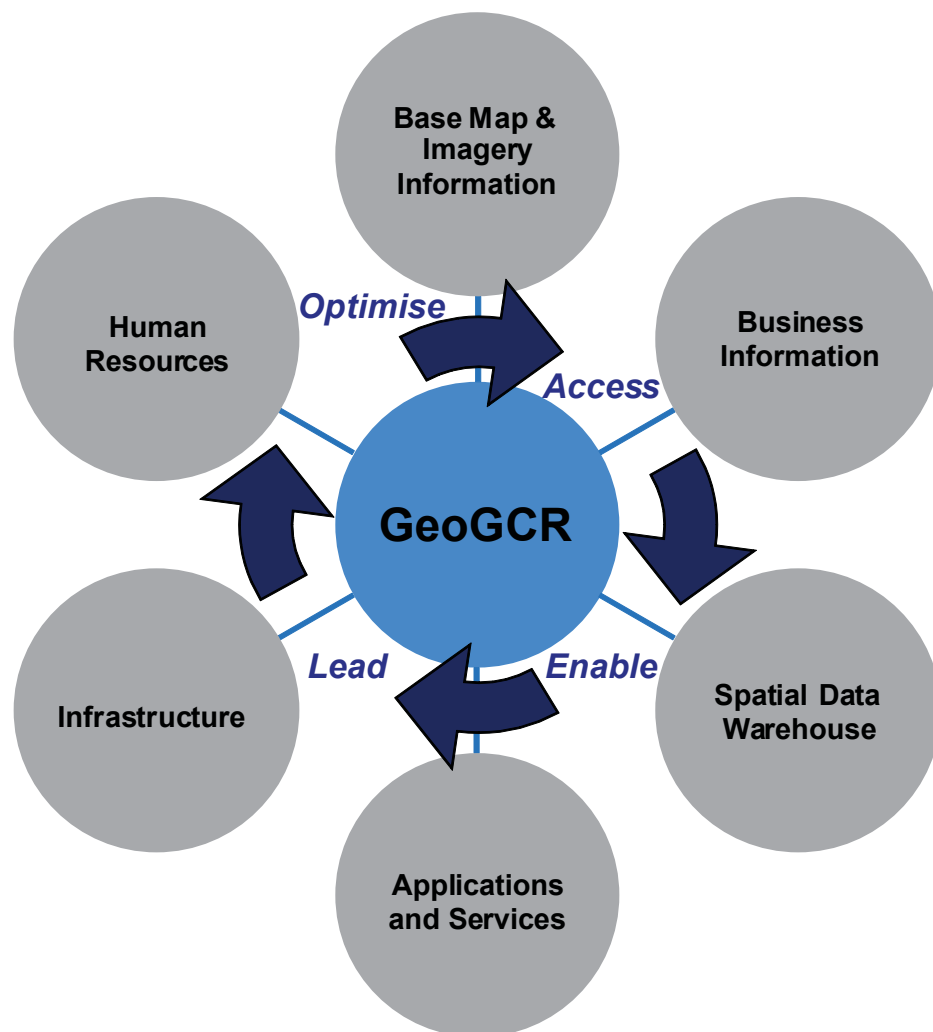 Base Map &
Imagery
Information
Optimise
Human
Resources
Business
Information
Access
GeoGCR
Lead
Enable
Infrastructure
Spatial Data
Warehouse
Applications
and Services